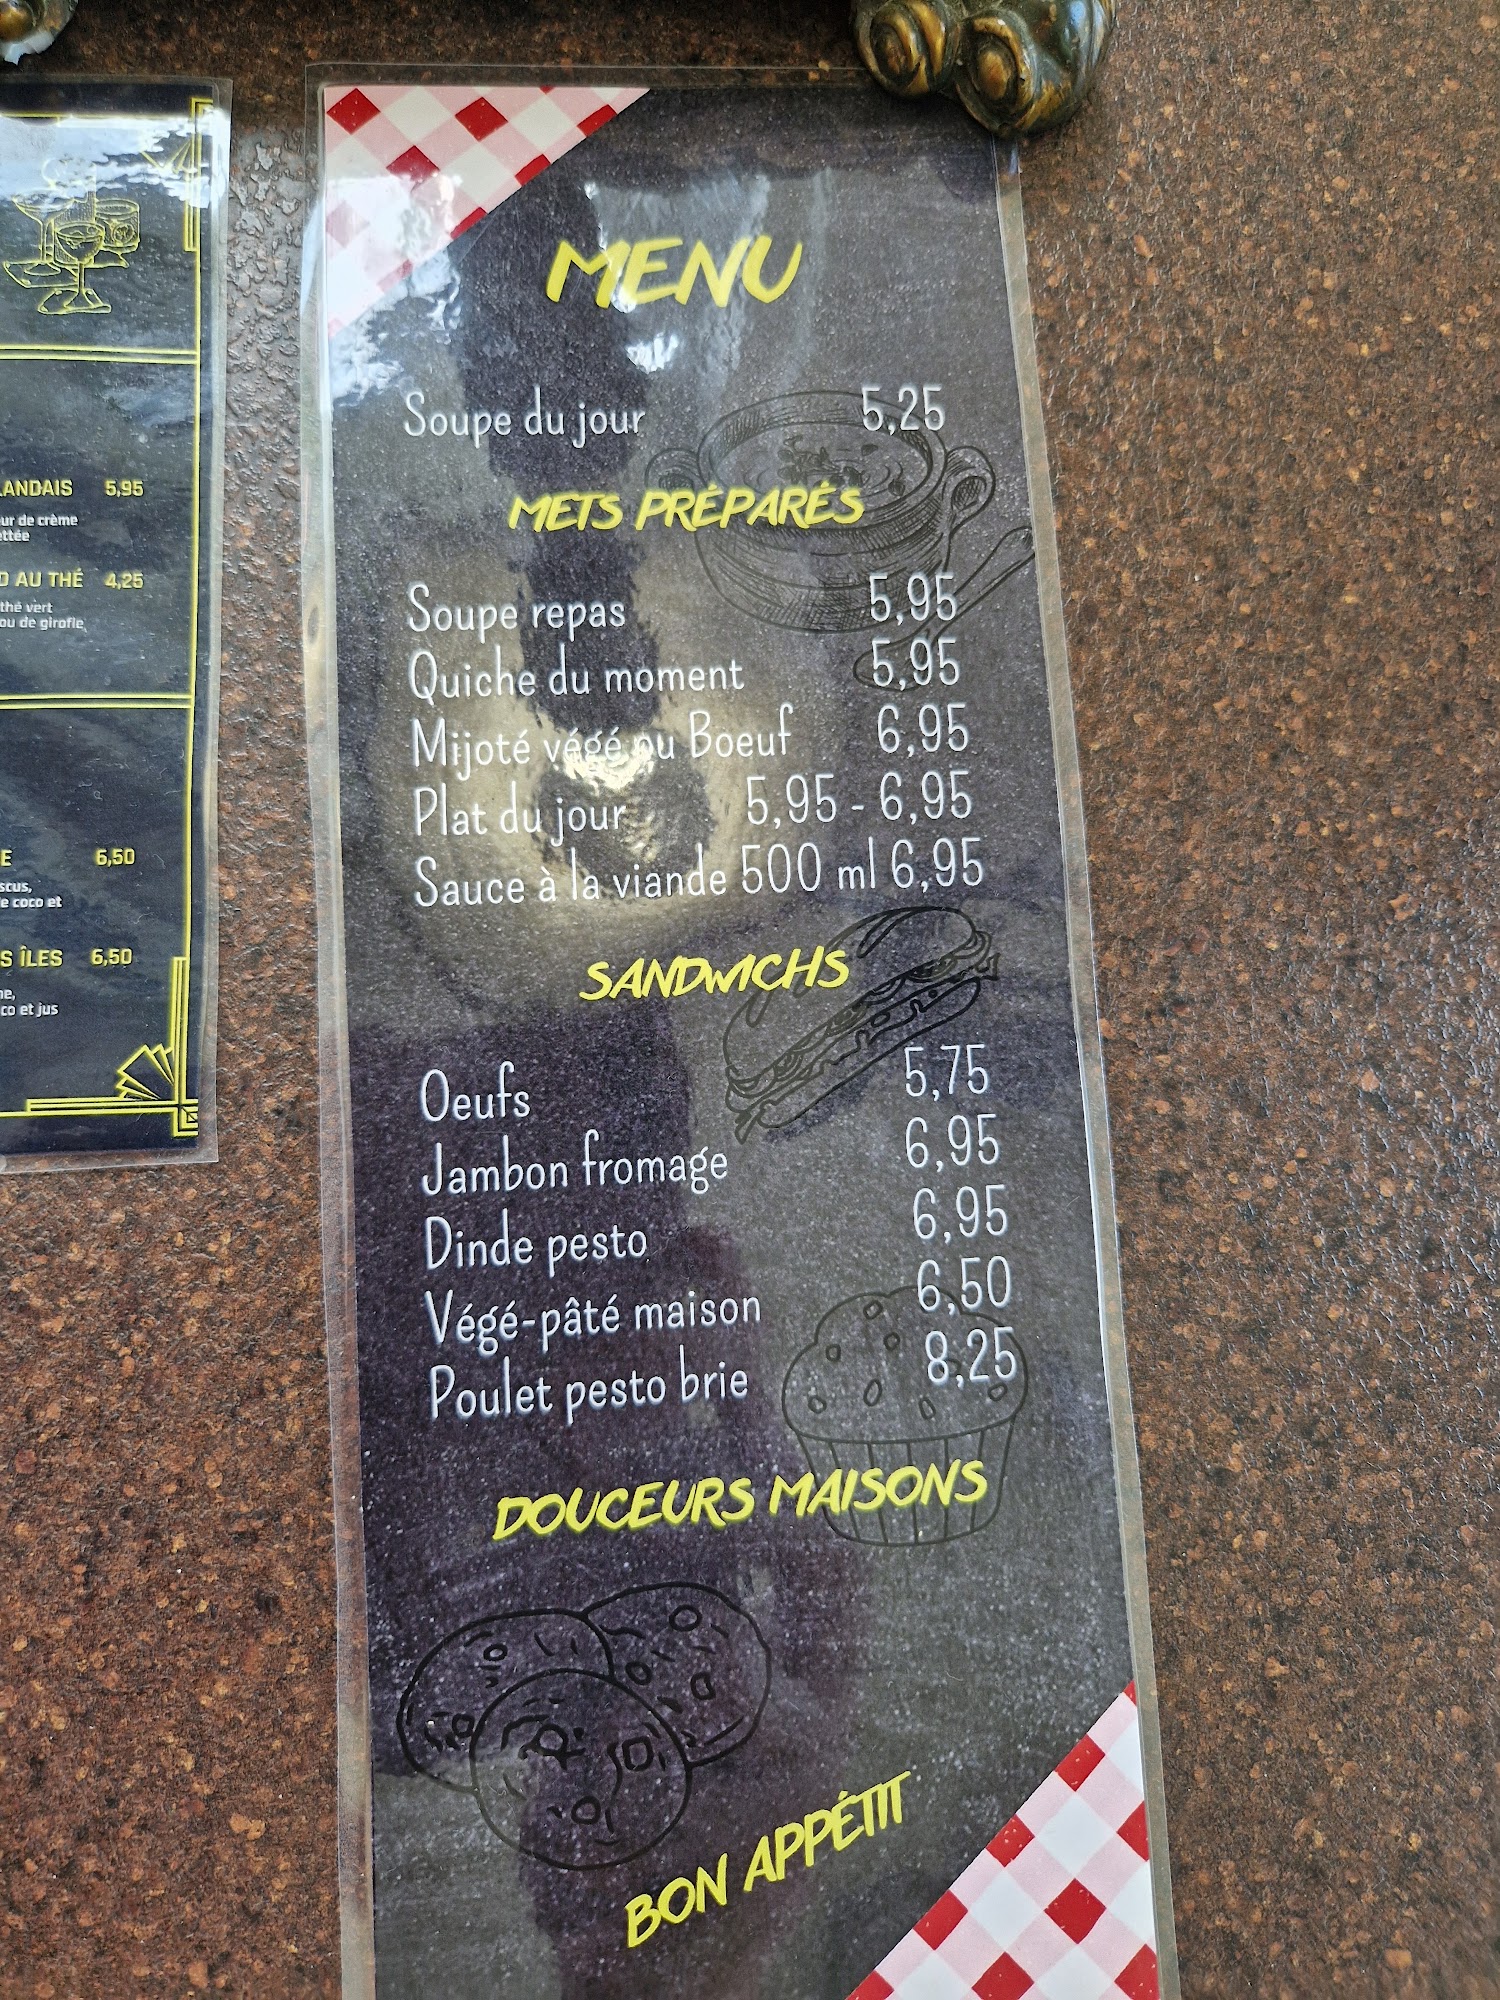 LANDAIS 5,95
ur de crème
ettée
AU THÉ 4,25
thé vert
ou de girofle
E 6,50
scus,
e coco et
S ÎLES 6,50
ne,
co et jus
MENU
Soupe du jour 5,25
METS PRÉPARÉS
Soupe repas 5,95
Quiche du moment 5,95
Mijoté végé ou Boeuf 6,95
Plat du jour 5,95 - 6,95
Sauce à la viande 500 ml 6,95
SANDWICHS
Oeufs 5,75
Jambon fromage 6,95
Dinde pesto 6,95
Végé-pâté maison 6,50
Poulet pesto brie 8,25
DOUCEURS MAISONS
BON APPÉTIT